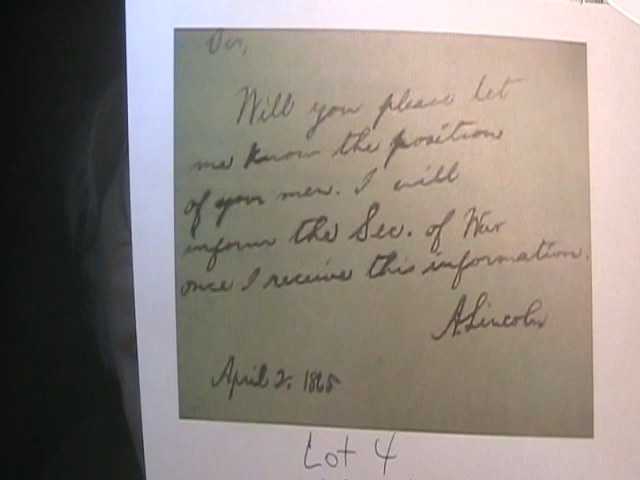 Sir,
Will you please let
me know the position
of your men. I will
inform the Sec. of War
once I receive this information.
A. Lincoln
April 2. 1865
Lot 4